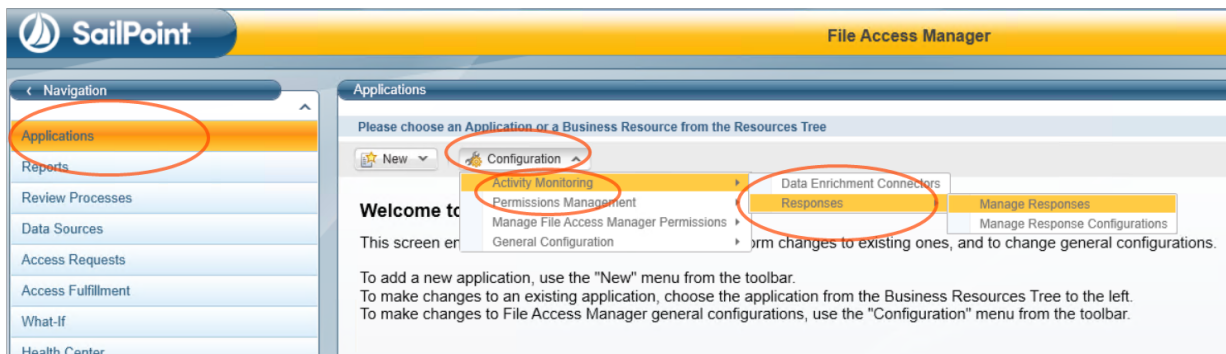 SailPoint
File Access Manager
< Navigation
Applications
Applications
Reports
Review Processes
Data Sources
Access Requests
Access Fulfillment
What-If
Health Center
Please choose an Application or a Business Resource from the Resources Tree
New
Configuration
Activity Monitoring
Permissions Management
Manage File Access Manager Permissions
General Configuration
Data Enrichment Connectors
Responses
Manage Responses
Manage Response Configurations
Welcome to
This screen en orm changes to existing ones, and to change general configurations.
To add a new application, use the "New" menu from the toolbar.
To make changes to an existing application, choose the application from the Business Resources Tree to the left.
To make changes to File Access Manager general configurations, use the "Configuration" menu from the toolbar.